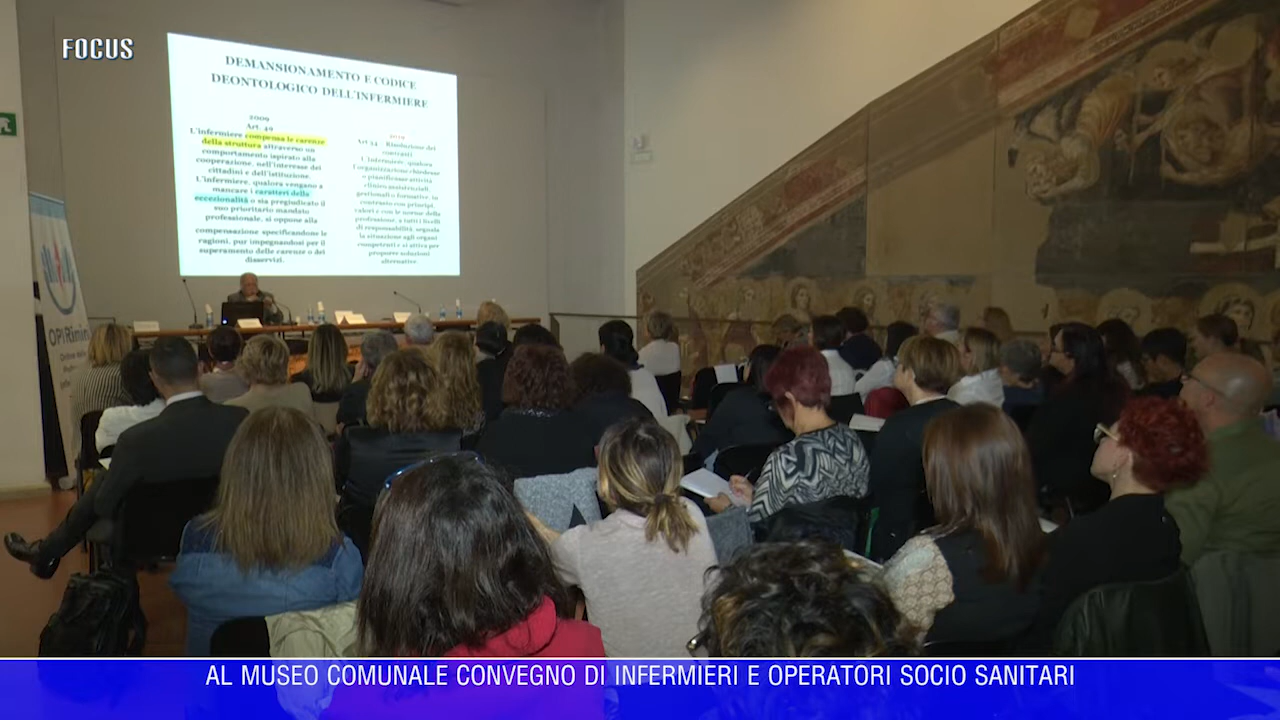 FOCUS
DEMANSIONAMENTO E CODICE
DEONTOLOGICO DELL'INFERMIERE
2009
Art. 49
L'infermiere compensa le carenze
della struttura attraverso un
comportamento ispirato alla
cooperazione, nell'interesse dei
cittadini e dell'istituzione.
L'infermiere, qualora vengano a
mancare i caratteri della
eccezionalità o sia pregiudicato il
suo prioritario mandato
professionale, si oppone alla
compensazione specificandone le
ragioni, pur impegnandosi per il
superamento delle carenze o dei
disservizi.
2019
Art 14 - Risoluzione dei
contrasti
L'infermiere, qualora
l'organizzazione chiedesse
o pianificasse attività
clinico assistenziali,
gestionali o formative, in
contrasto con principi,
valori e con le norme della
professione, a tutti i livelli
di responsabilità, segnala
la situazione agli organi
competenti e si attiva per
proporre soluzioni
alternative.
OPI Rimini
AL MUSEO COMUNALE CONVEGNO DI INFERMIERI E OPERATORI SOCIO SANITARI